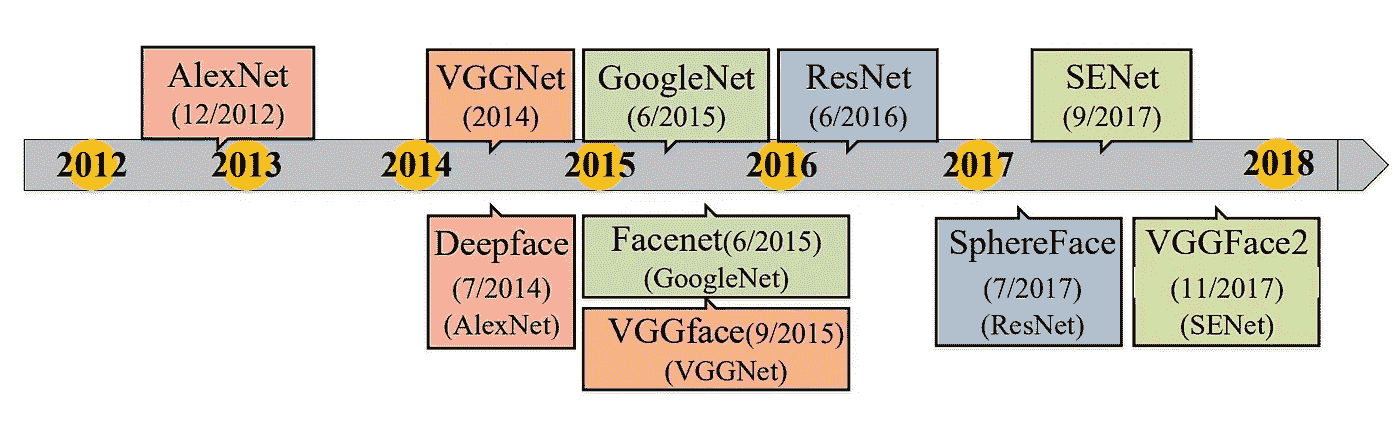 AlexNet
(12/2012)
VGGNet
(2014)
GoogleNet
(6/2015)
ResNet
(6/2016)
SENet
(9/2017)
2012
2013
2014
2015
2016
2017
2018
Deepface
(7/2014)
(AlexNet)
Facenet(6/2015)
(GoogleNet)
VGGface(9/2015)
(VGGNet)
SphereFace
(7/2017)
(ResNet)
VGGFace2
(11/2017)
(SENet)